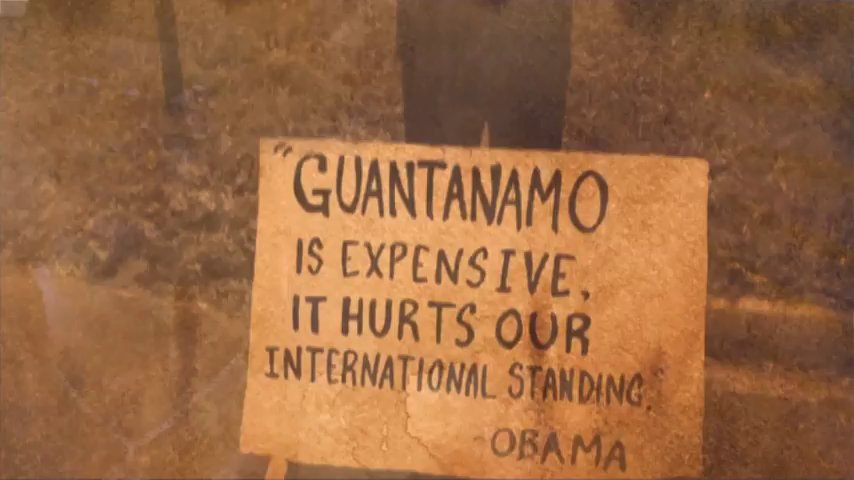 "GUANTANAMO
IS EXPENSIVE,
IT HURTS OUR
INTERNATIONAL STANDING."
-OBAMA